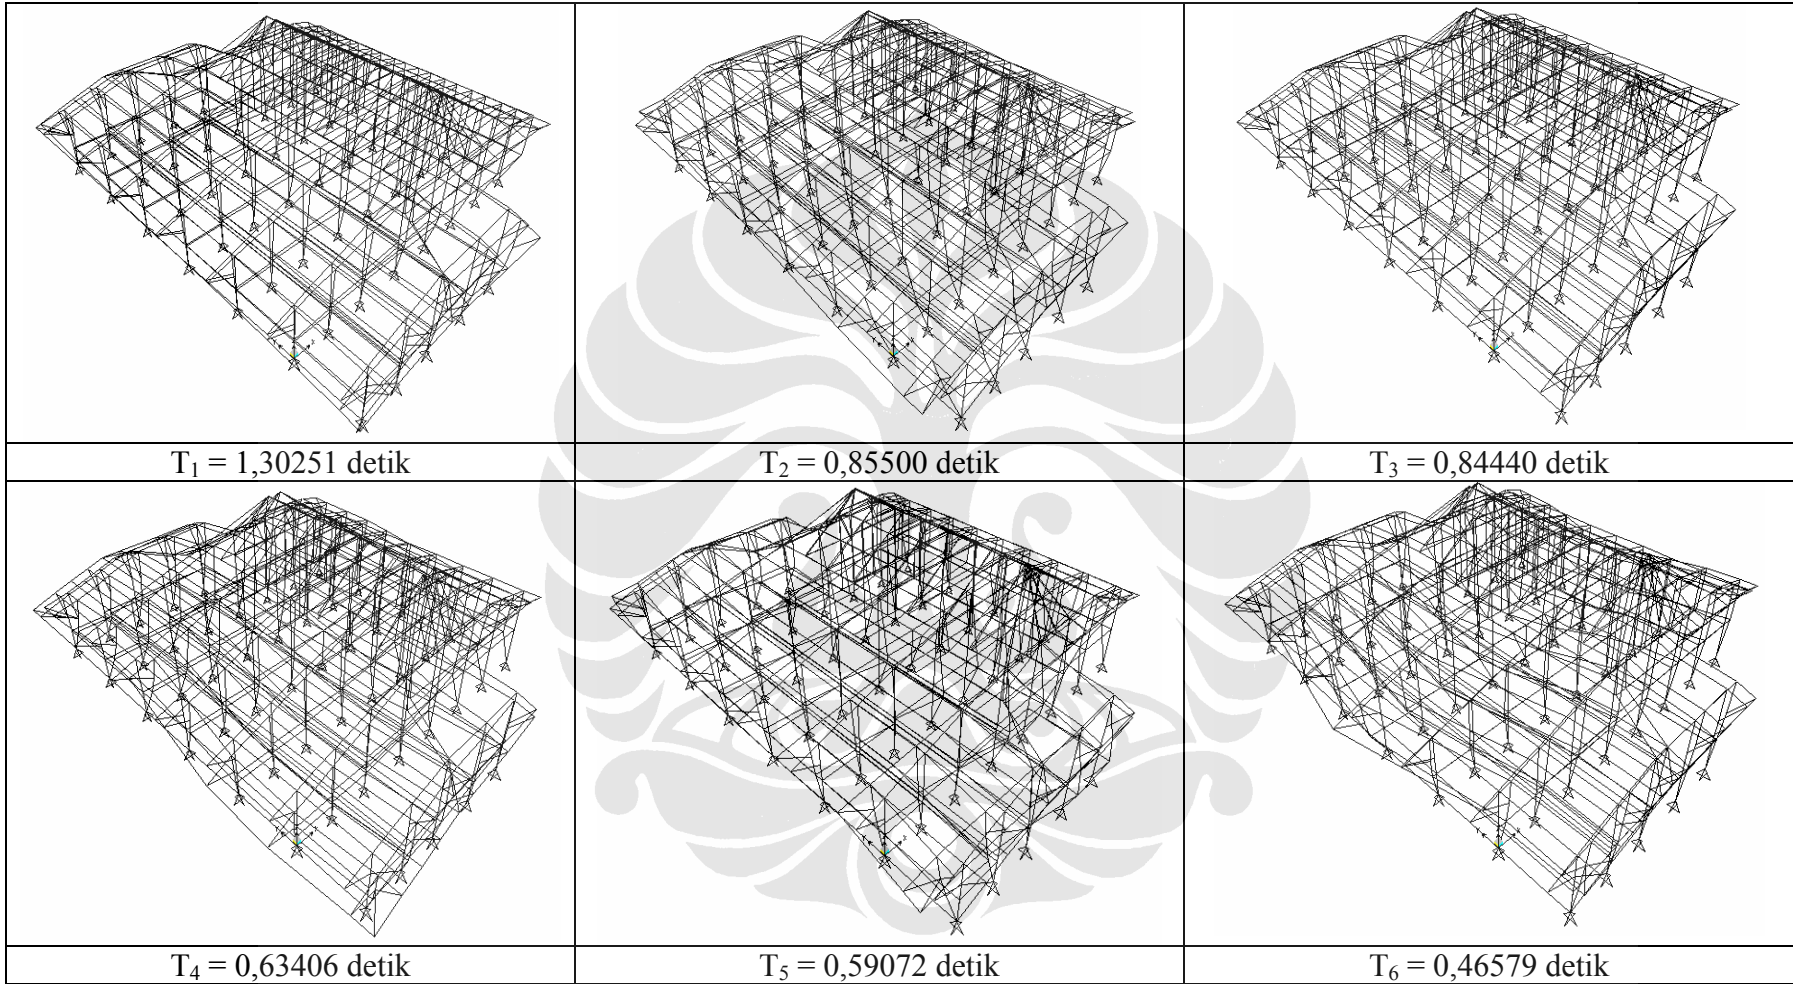 T₁ = 1,30251 detik
T₂ = 0,85500 detik
T₃ = 0,84440 detik
T₄ = 0,63406 detik
T₅ = 0,59072 detik
T₆ = 0,46579 detik